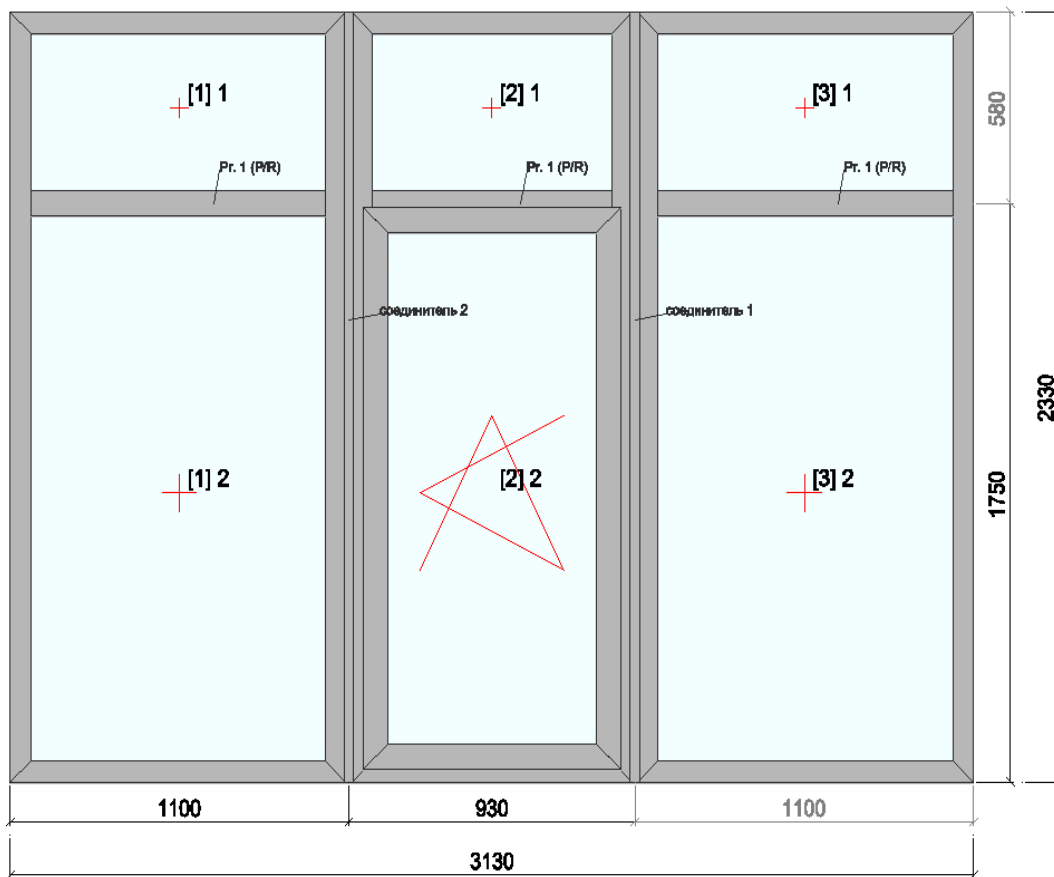 [1] 1
[2] 1
[3] 1
580
Pr. 1 (P/R)
Pr. 1 (P/R)
Pr. 1 (P/R)
соединитель 2
соединитель 1
2330
[1] 2
[2] 2
[3] 2
1750
1100
930
1100
3130